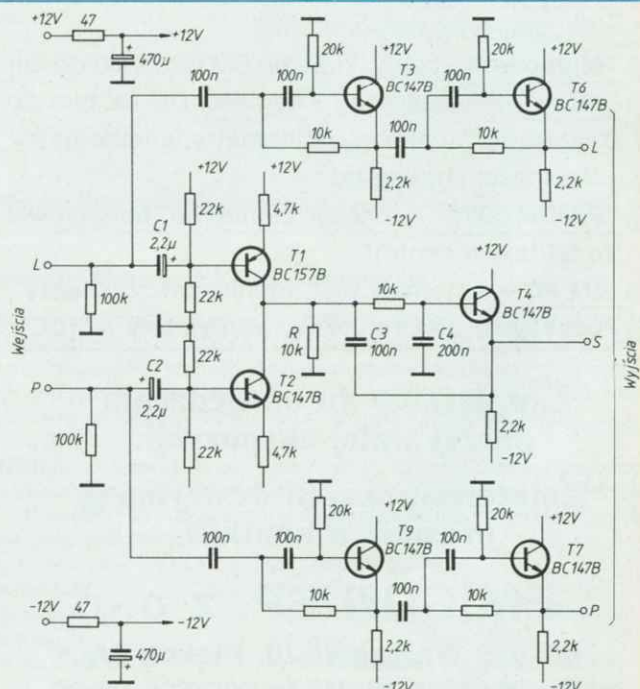 +12V 47 +12V
470µ
20k +12V
T3
BC147B
100n 100n
10k 100n
2,2k
-12V
20k +12V
T6
BC147B
100n
10k
L
2,2k
-12V
+12V +12V
22k 4,7k
C1
2,2µ
L
T1
BC157B
100k
22k
Wejścia
22k
C2
2,2µ
P
T2
BC147B
100k
22k 4,7k
-12V
R
10k
10k
C3
100n
C4
200n
+12V
T4
BC147B
S
2,2k
-12V
Wyjścia
20k +12V
T9
BC147B
100n 100n
10k 100n
2,2k
-12V
20k +12V
T7
BC147B
100n
10k
P
2,2k
-12V
-12V 47 -12V
470µ